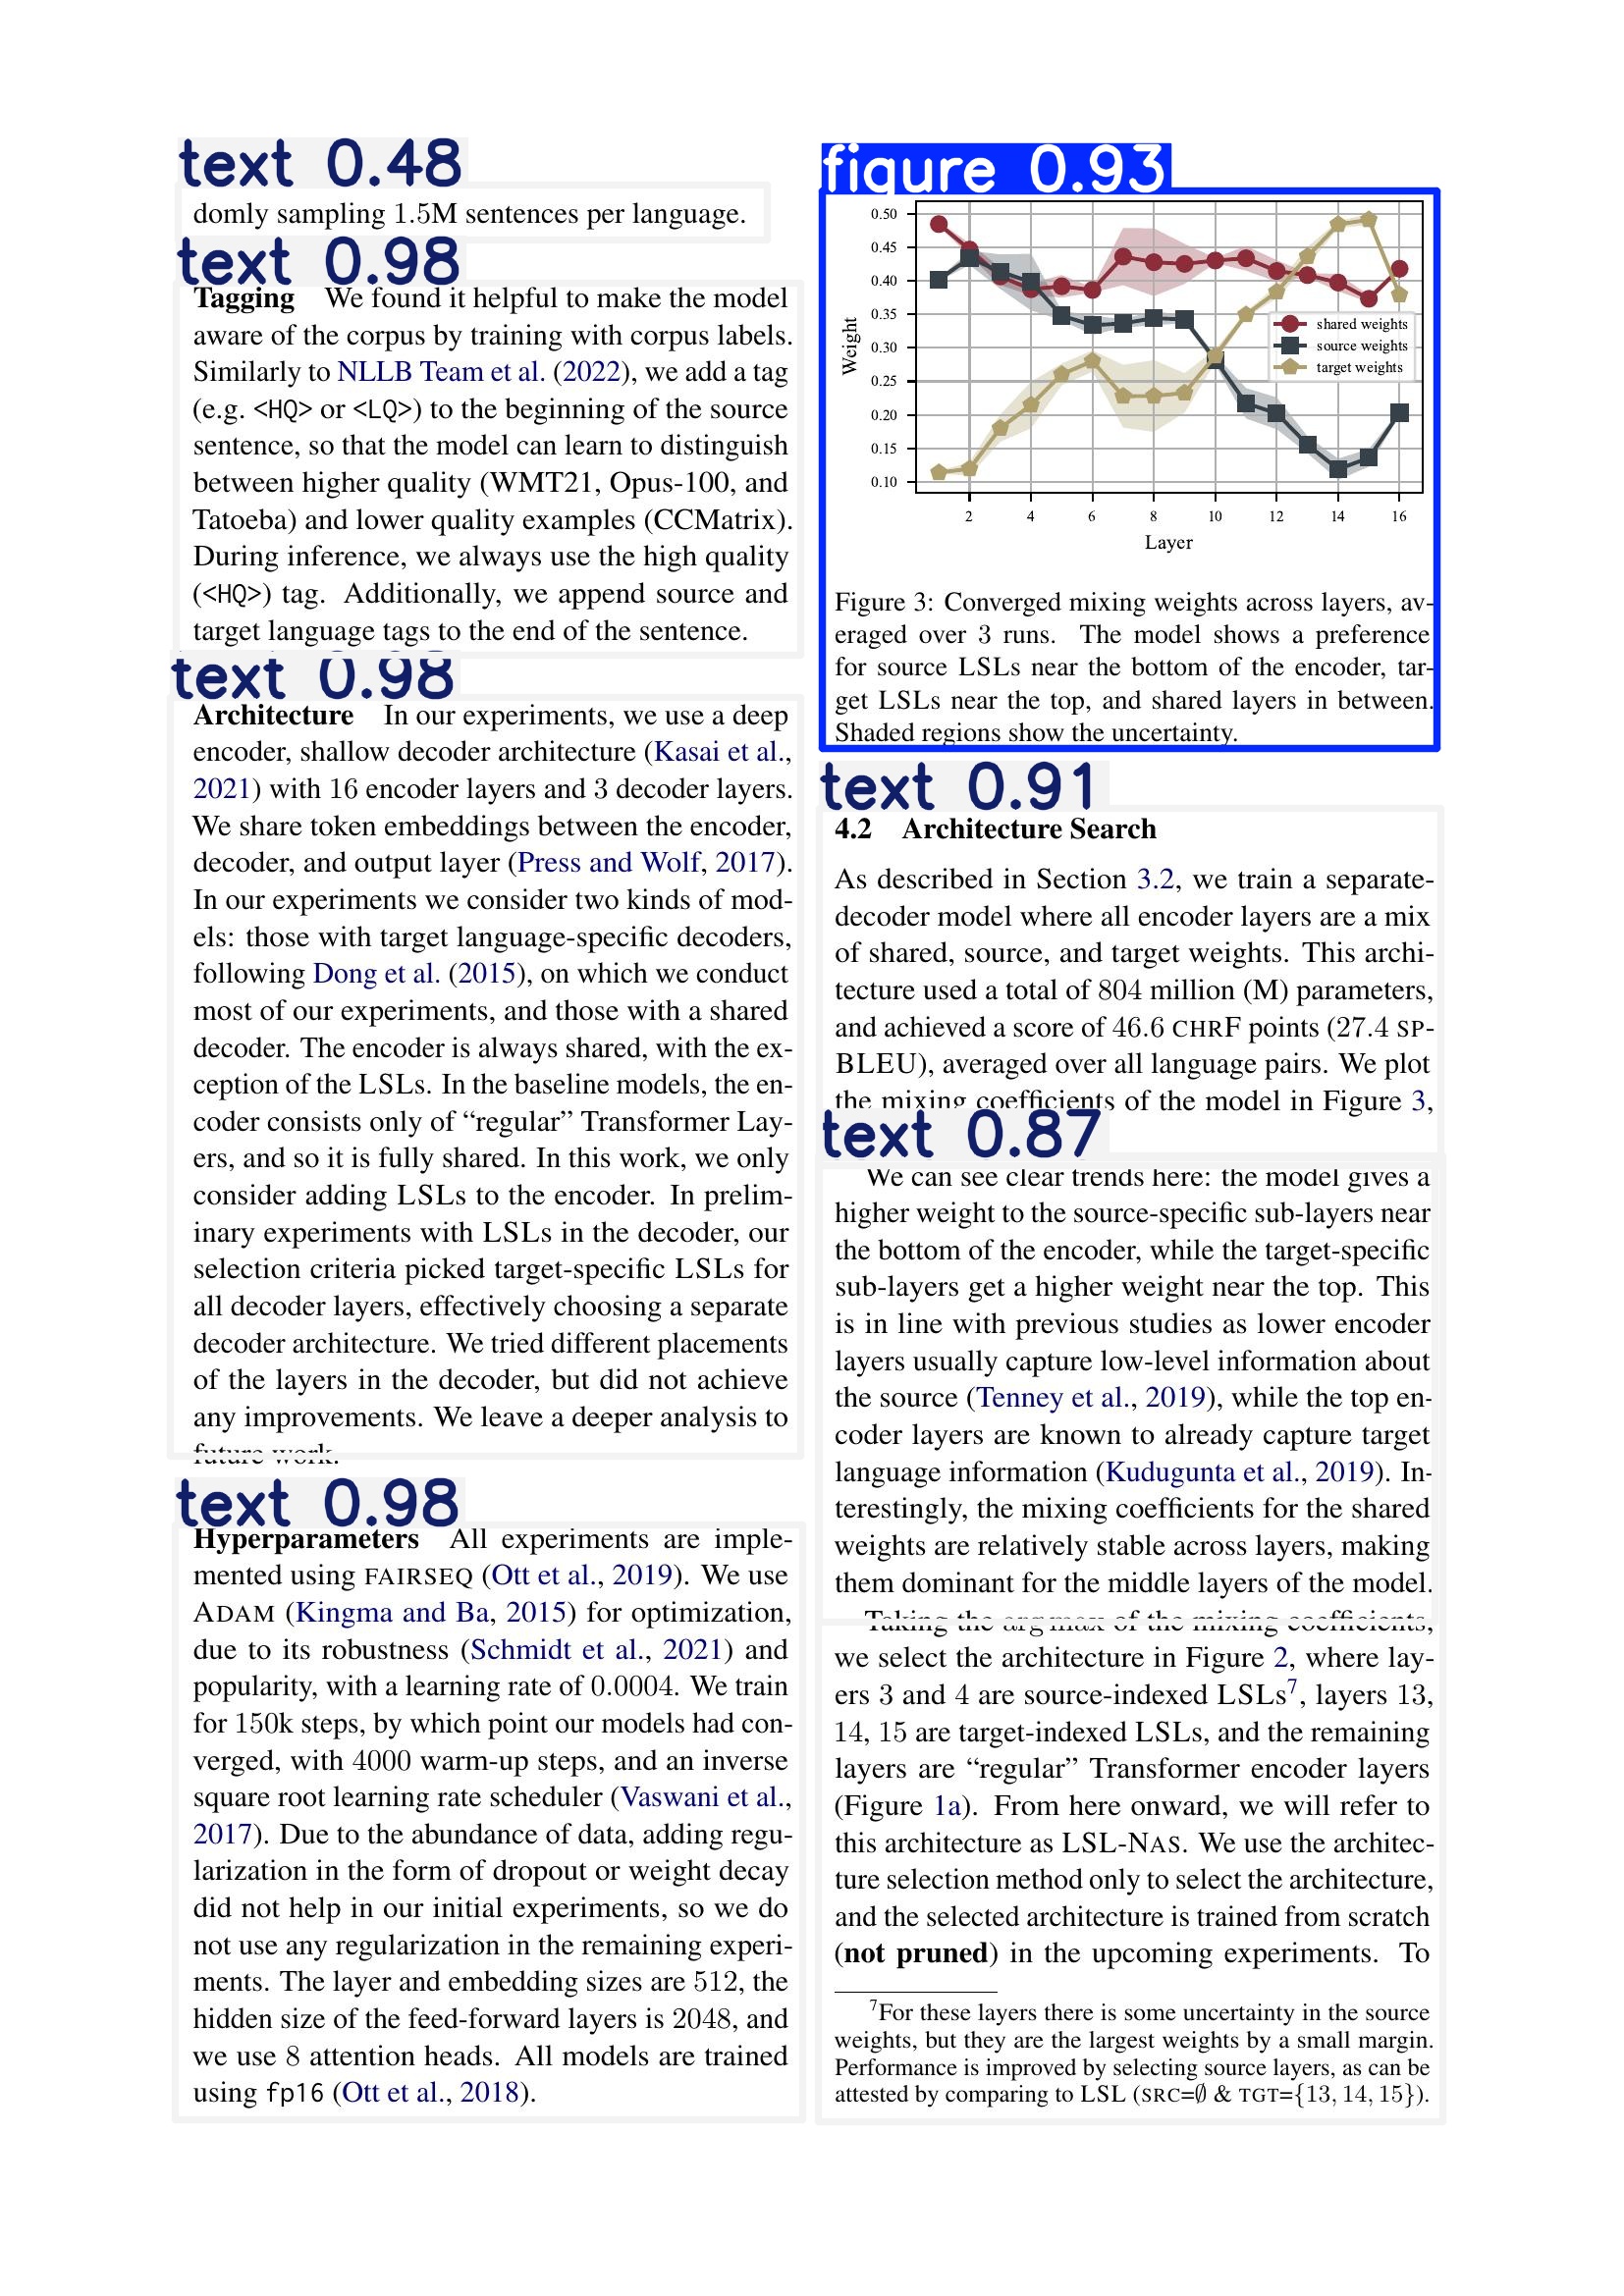 text 0.48
domly sampling 1.5M sentences per language.
text 0.98
Tagging We found it helpful to make the model
aware of the corpus by training with corpus labels.
Similarly to NLLB Team et al. (2022), we add a tag
(e.g. <HQ> or <LQ>) to the beginning of the source
sentence, so that the model can learn to distinguish
between higher quality (WMT21, Opus-100, and
Tatoeba) and lower quality examples (CCMatrix).
During inference, we always use the high quality
(<HQ>) tag. Additionally, we append source and
target language tags to the end of the sentence.
text 0.98
Architecture In our experiments, we use a deep
encoder, shallow decoder architecture (Kasai et al.,
2021) with 16 encoder layers and 3 decoder layers.
We share token embeddings between the encoder,
decoder, and output layer (Press and Wolf, 2017).
In our experiments we consider two kinds of mod-
els: those with target language-specific decoders,
following Dong et al. (2015), on which we conduct
most of our experiments, and those with a shared
decoder. The encoder is always shared, with the ex-
ception of the LSLs. In the baseline models, the en-
coder consists only of “regular” Transformer Lay-
ers, and so it is fully shared. In this work, we only
consider adding LSLs to the encoder. In prelim-
inary experiments with LSLs in the decoder, our
selection criteria picked target-specific LSLs for
all decoder layers, effectively choosing a separate
decoder architecture. We tried different placements
of the layers in the decoder, but did not achieve
any improvements. We leave a deeper analysis to
future work.
text 0.98
Hyperparameters All experiments are imple-
mented using FAIRSEQ (Ott et al., 2019). We use
ADAM (Kingma and Ba, 2015) for optimization,
due to its robustness (Schmidt et al., 2021) and
popularity, with a learning rate of 0.0004. We train
for 150k steps, by which point our models had con-
verged, with 4000 warm-up steps, and an inverse
square root learning rate scheduler (Vaswani et al.,
2017). Due to the abundance of data, adding regu-
larization in the form of dropout or weight decay
did not help in our initial experiments, so we do
not use any regularization in the remaining experi-
ments. The layer and embedding sizes are 512, the
hidden size of the feed-forward layers is 2048, and
we use 8 attention heads. All models are trained
using fp16 (Ott et al., 2018).
figure 0.93
0.50
0.45
0.40
0.35
0.30
0.25
0.20
0.15
0.10
Weight
shared weights
source weights
target weights
2 4 6 8 10 12 14 16
Layer
Figure 3: Converged mixing weights across layers, av-
eraged over 3 runs. The model shows a preference
for source LSLs near the bottom of the encoder, tar-
get LSLs near the top, and shared layers in between.
Shaded regions show the uncertainty.
text 0.91
4.2 Architecture Search
As described in Section 3.2, we train a separate-
decoder model where all encoder layers are a mix
of shared, source, and target weights. This archi-
tecture used a total of 804 million (M) parameters,
and achieved a score of 46.6 CHRF points (27.4 SP-
BLEU), averaged over all language pairs. We plot
the mixing coefficients of the model in Figure 3,
text 0.87
We can see clear trends here: the model gives a
higher weight to the source-specific sub-layers near
the bottom of the encoder, while the target-specific
sub-layers get a higher weight near the top. This
is in line with previous studies as lower encoder
layers usually capture low-level information about
the source (Tenney et al., 2019), while the top en-
coder layers are known to already capture target
language information (Kudugunta et al., 2019). In-
terestingly, the mixing coefficients for the shared
weights are relatively stable across layers, making
them dominant for the middle layers of the model.
Taking the arg max of the mixing coefficients,
we select the architecture in Figure 2, where lay-
ers 3 and 4 are source-indexed LSLs⁷, layers 13,
14, 15 are target-indexed LSLs, and the remaining
layers are “regular” Transformer encoder layers
(Figure 1a). From here onward, we will refer to
this architecture as LSL-NAS. We use the architec-
ture selection method only to select the architecture,
and the selected architecture is trained from scratch
(not pruned) in the upcoming experiments. To
⁷For these layers there is some uncertainty in the source
weights, but they are the largest weights by a small margin.
Performance is improved by selecting source layers, as can be
attested by comparing to LSL (SRC=∅ & TGT={13, 14, 15}).